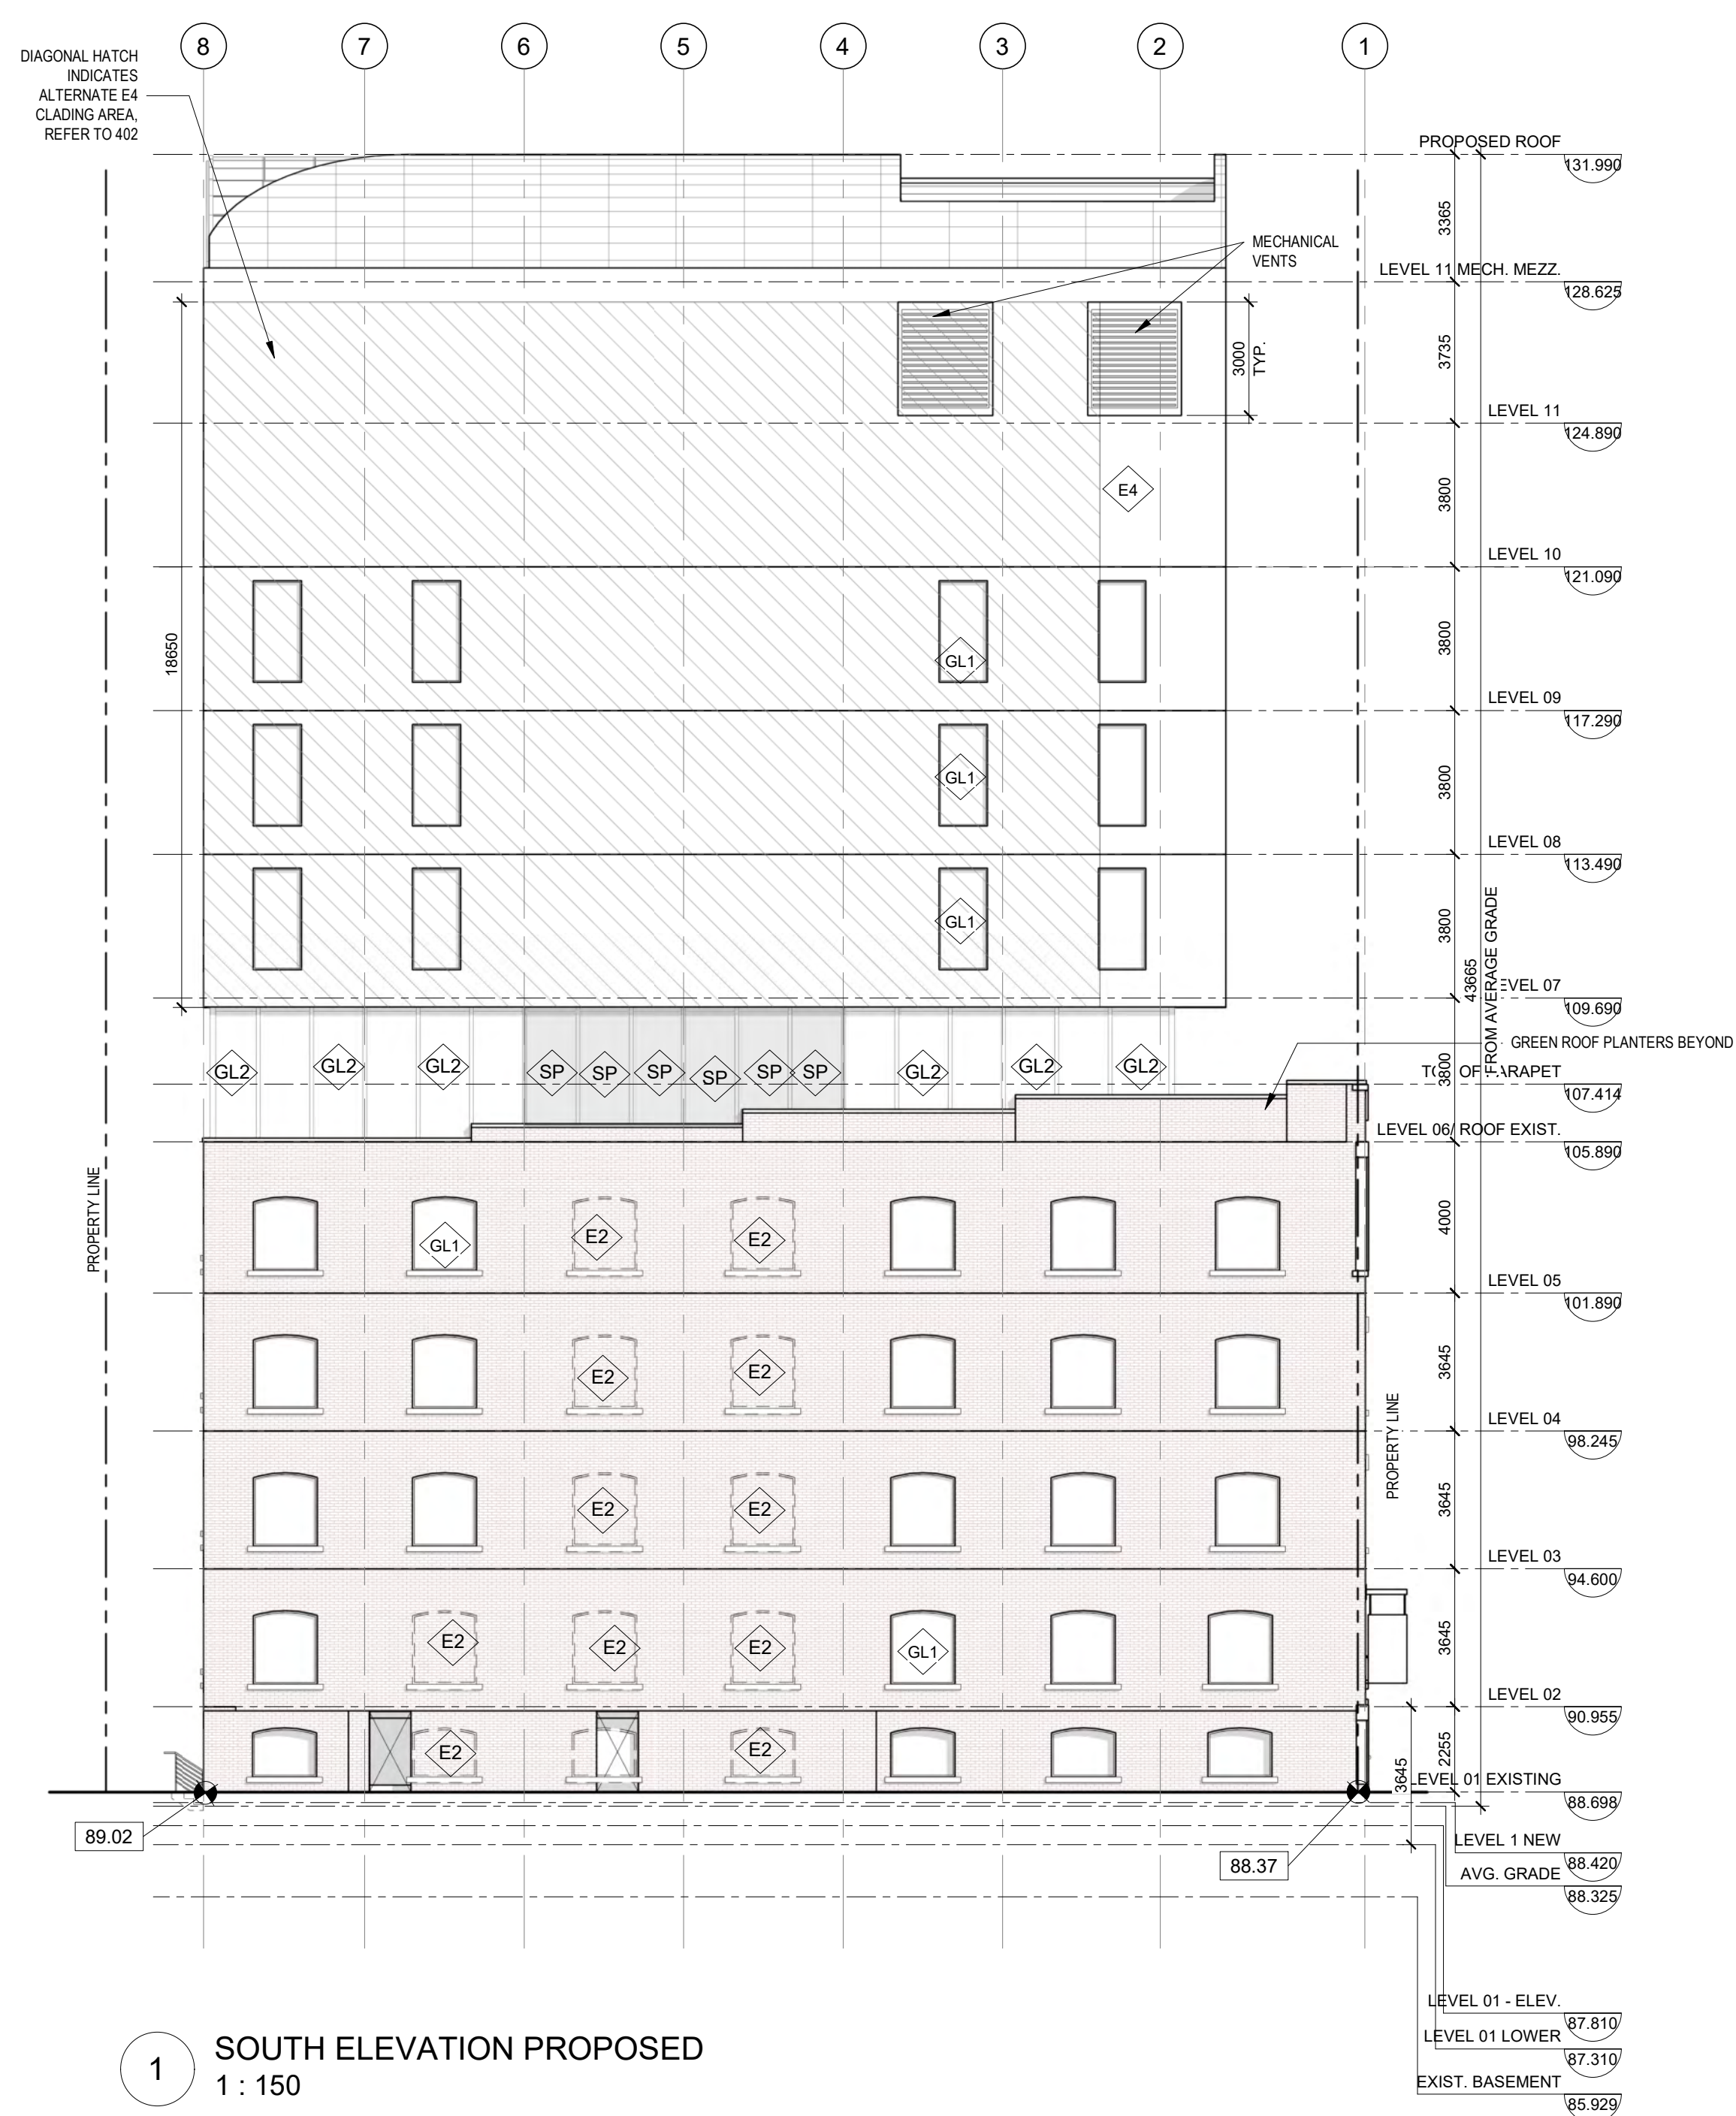 8 7 6 5 4 3 2 1
DIAGONAL HATCH
INDICATES
ALTERNATE E4
CLADING AREA,
REFER TO 402
PROPOSED ROOF
131.990
3365
MECHANICAL
VENTS
LEVEL 11 MECH. MEZZ.
128.625
3000
TYP.
3735
LEVEL 11
124.890
E4
3800
LEVEL 10
121.090
18650
GL1
3800
LEVEL 09
117.290
GL1
3800
LEVEL 08
113.490
GL1
3800
43665
FROM AVERAGE GRADE
LEVEL 07
109.690
GREEN ROOF PLANTERS BEYOND
GL2 GL2 GL2 SP SP SP SP SP SP GL2 GL2 GL2
3800
TO OF PARAPET
107.414
LEVEL 06/ ROOF EXIST.
105.890
PROPERTY LINE
GL1 E2 E2
4000
LEVEL 05
101.890
E2 E2
3645
LEVEL 04
98.245
PROPERTY LINE
E2 E2
3645
LEVEL 03
94.600
E2 E2 E2 GL1
3645
LEVEL 02
90.955
E2 E2
3645
2255
LEVEL 01 EXISTING
88.698
89.02
88.37
LEVEL 1 NEW
88.420
AVG. GRADE
88.325
LEVEL 01 - ELEV.
87.810
LEVEL 01 LOWER
87.310
EXIST. BASEMENT
85.929
1
SOUTH ELEVATION PROPOSED
1 : 150